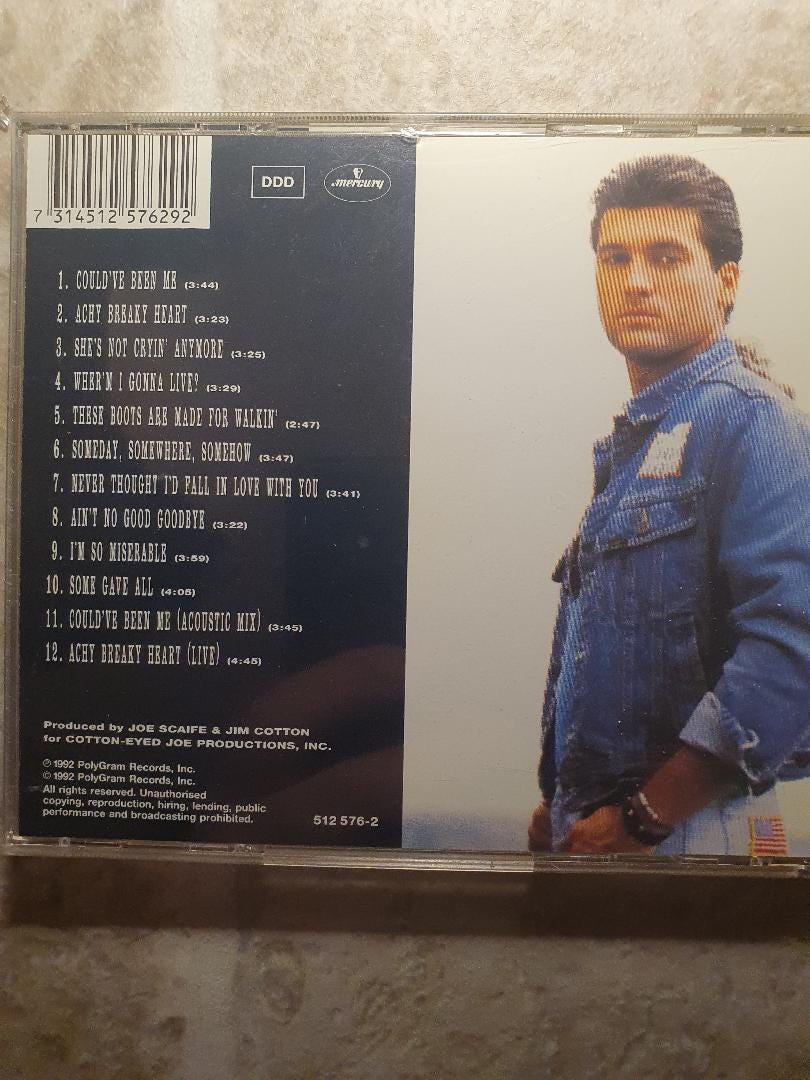 7 314512 576292
DDD
mercury
1. COULD'VE BEEN ME (3:44)
2. ACHY BREAKY HEART (3:23)
3. SHE'S NOT CRYIN' ANYMORE (3:25)
4. WHER'M I GONNA LIVE? (3:29)
5. THESE BOOTS ARE MADE FOR WALKIN' (2:47)
6. SOMEDAY, SOMEWHERE, SOMEHOW (3:47)
7. NEVER THOUGHT I'D FALL IN LOVE WITH YOU (3:41)
8. AIN'T NO GOOD GOODBYE (3:22)
9. I'M SO MISERABLE (3:59)
10. SOME GAVE ALL (4:05)
11. COULD'VE BEEN ME (ACOUSTIC MIX) (3:45)
12. ACHY BREAKY HEART (LIVE) (4:45)
Produced by JOE SCAIFE & JIM COTTON
for COTTON-EYED JOE PRODUCTIONS, INC.
℗ 1992 PolyGram Records, Inc.
© 1992 PolyGram Records, Inc.
All rights reserved. Unauthorised
copying, reproduction, hiring, lending, public
performance and broadcasting prohibited.
512 576-2